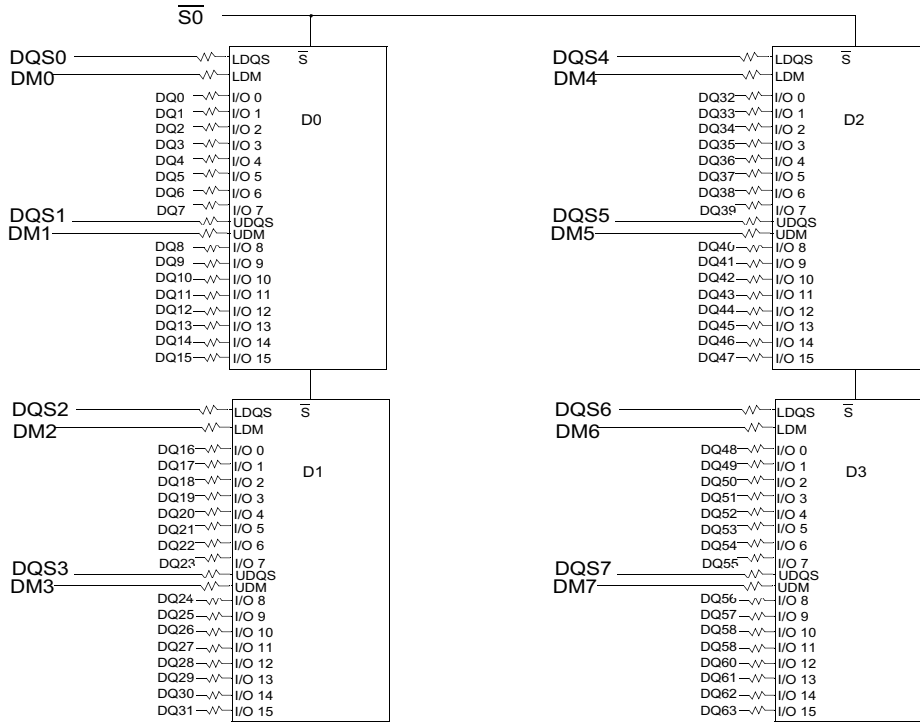 S0
DQS0
LDQS
S
DM0
LDM
D0
DQ0 I/O 0
DQ1 I/O 1
DQ2 I/O 2
DQ3 I/O 3
DQ4 I/O 4
DQ5 I/O 5
DQ6 I/O 6
DQ7 I/O 7
DQS1 UDQS
DM1 UDM
DQ8 I/O 8
DQ9 I/O 9
DQ10 I/O 10
DQ11 I/O 11
DQ12 I/O 12
DQ13 I/O 13
DQ14 I/O 14
DQ15 I/O 15
DQS4
LDQS
S
DM4
LDM
D2
DQ32 I/O 0
DQ33 I/O 1
DQ34 I/O 2
DQ35 I/O 3
DQ36 I/O 4
DQ37 I/O 5
DQ38 I/O 6
DQ39 I/O 7
DQS5 UDQS
DM5 UDM
DQ40 I/O 8
DQ41 I/O 9
DQ42 I/O 10
DQ43 I/O 11
DQ44 I/O 12
DQ45 I/O 13
DQ46 I/O 14
DQ47 I/O 15
DQS2
LDQS
S
DM2
LDM
D1
DQ16 I/O 0
DQ17 I/O 1
DQ18 I/O 2
DQ19 I/O 3
DQ20 I/O 4
DQ21 I/O 5
DQ22 I/O 6
DQ23 I/O 7
DQS3 UDQS
DM3 UDM
DQ24 I/O 8
DQ25 I/O 9
DQ26 I/O 10
DQ27 I/O 11
DQ28 I/O 12
DQ29 I/O 13
DQ30 I/O 14
DQ31 I/O 15
DQS6
LDQS
S
DM6
LDM
D3
DQ48 I/O 0
DQ49 I/O 1
DQ50 I/O 2
DQ51 I/O 3
DQ52 I/O 4
DQ53 I/O 5
DQ54 I/O 6
DQ55 I/O 7
DQS7 UDQS
DM7 UDM
DQ56 I/O 8
DQ57 I/O 9
DQ58 I/O 10
DQ58 I/O 11
DQ60 I/O 12
DQ61 I/O 13
DQ62 I/O 14
DQ63 I/O 15